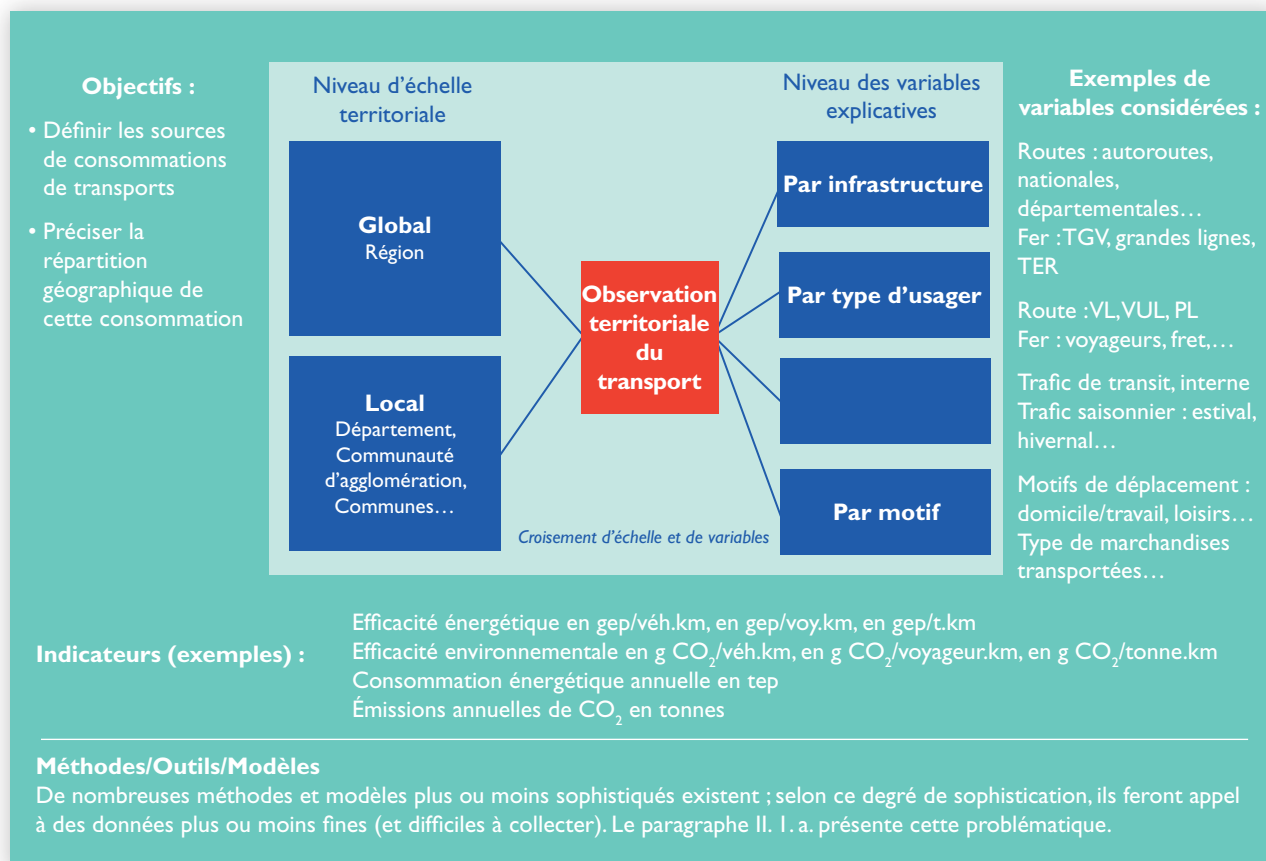 Objectifs :
• Définir les sources
de consommations
de transports
• Préciser la
répartition
géographique de
cette consommation
Niveau d'échelle
territoriale
Global
Région
Local
Département,
Communauté
d'agglomération,
Communes…
Observation
territoriale
du
transport
Croisement d'échelle et de variables
Niveau des variables
explicatives
Par infrastructure
Par type d'usager
Par motif
Exemples de
variables considérées :
Routes : autoroutes,
nationales,
départementales…
Fer : TGV, grandes lignes,
TER
Route : VL, VUL, PL
Fer : voyageurs, fret,…
Trafic de transit, interne
Trafic saisonnier : estival,
hivernal…
Motifs de déplacement :
domicile/travail, loisirs…
Type de marchandises
transportées…
Indicateurs (exemples) :
Efficacité énergétique en gep/véh.km, en gep/voy.km, en gep/t.km
Efficacité environnementale en g CO₂/véh.km, en g CO₂/voyageur.km, en g CO₂/tonne.km
Consommation énergétique annuelle en tep
Émissions annuelles de CO₂ en tonnes
Méthodes/Outils/Modèles
De nombreuses méthodes et modèles plus ou moins sophistiqués existent ; selon ce degré de sophistication, ils feront appel
à des données plus ou moins fines (et difficiles à collecter). Le paragraphe II. 1. a. présente cette problématique.